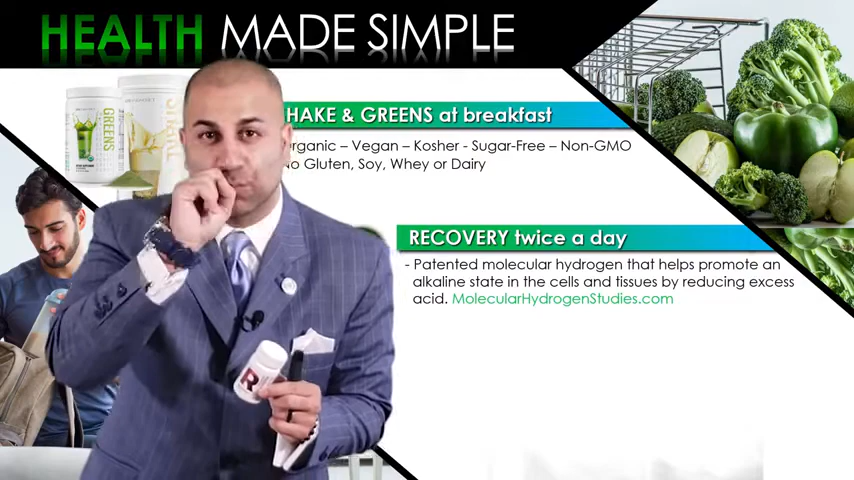 HEALTH MADE SIMPLE
HAKE & GREENS at breakfast
rganic – Vegan – Kosher - Sugar-Free – Non-GMO
o Gluten, Soy, Whey or Dairy
GREENS
RECOVERY twice a day
- Patented molecular hydrogen that helps promote an
alkaline state in the cells and tissues by reducing excess
acid. MolecularHydrogenStudies.com
R